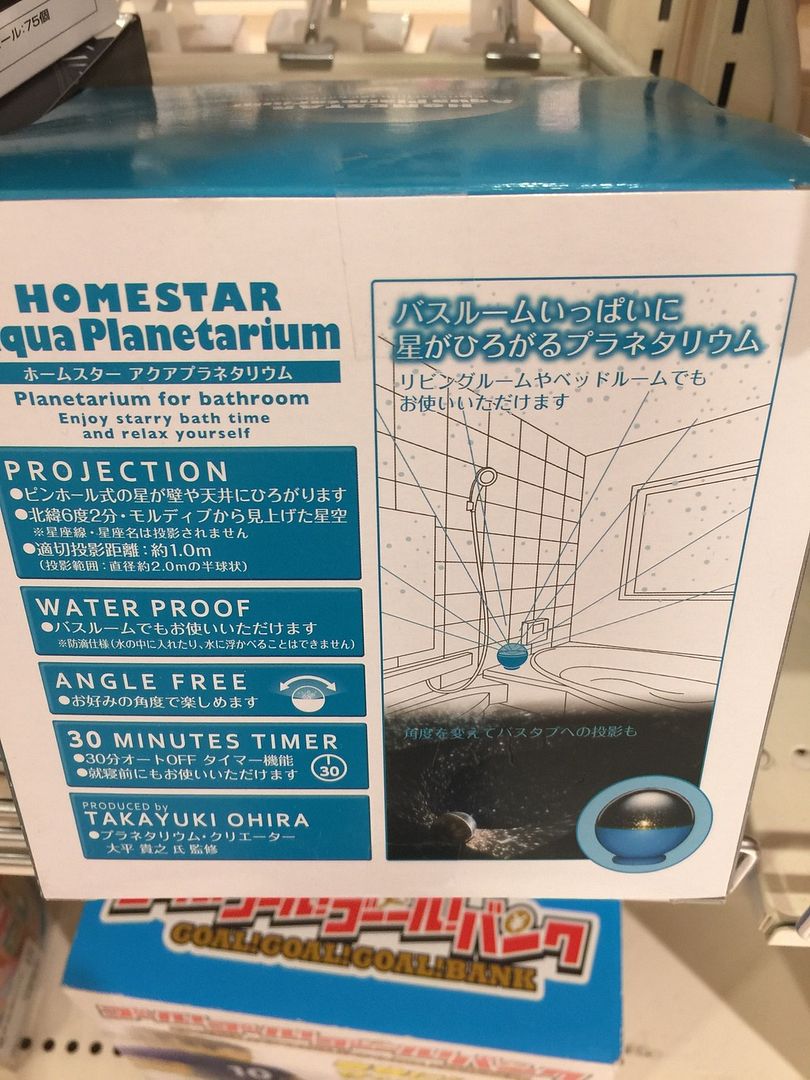 ール:75個
HOMESTAR
Aqua Planetarium
HOMESTAR
qua Planetarium
ホームスター アクアプラネタリウム
Planetarium for bathroom
Enjoy starry bath time
and relax yourself
PROJECTION
●ピンホール式の星が壁や天井にひろがります
●北緯6度2分・モルディブから見上げた星空
※星座線・星座名は投影されません
●適切投影距離:約1.0m
(投影範囲:直径約2.0mの半球状)
WATER PROOF
●バスルームでもお使いいただけます
※防滴仕様(水の中に入れたり、水に浮かべることはできません)
ANGLE FREE
●お好みの角度で楽しめます
30 MINUTES TIMER
●30分オートOFF タイマー機能
●就寝前にもお使いいただけます
30
PRODUCED by
TAKAYUKI OHIRA
●プラネタリウム・クリエーター
大平 貴之 氏 監修
バスルームいっぱいに
星がひろがるプラネタリウム
リビングルームやベッドルームでも
お使いいただけます
角度を変えてバスタブへの投影も
ゴール!ゴール!ゴール!バンク
GOAL!GOAL!GOAL!BANK
10